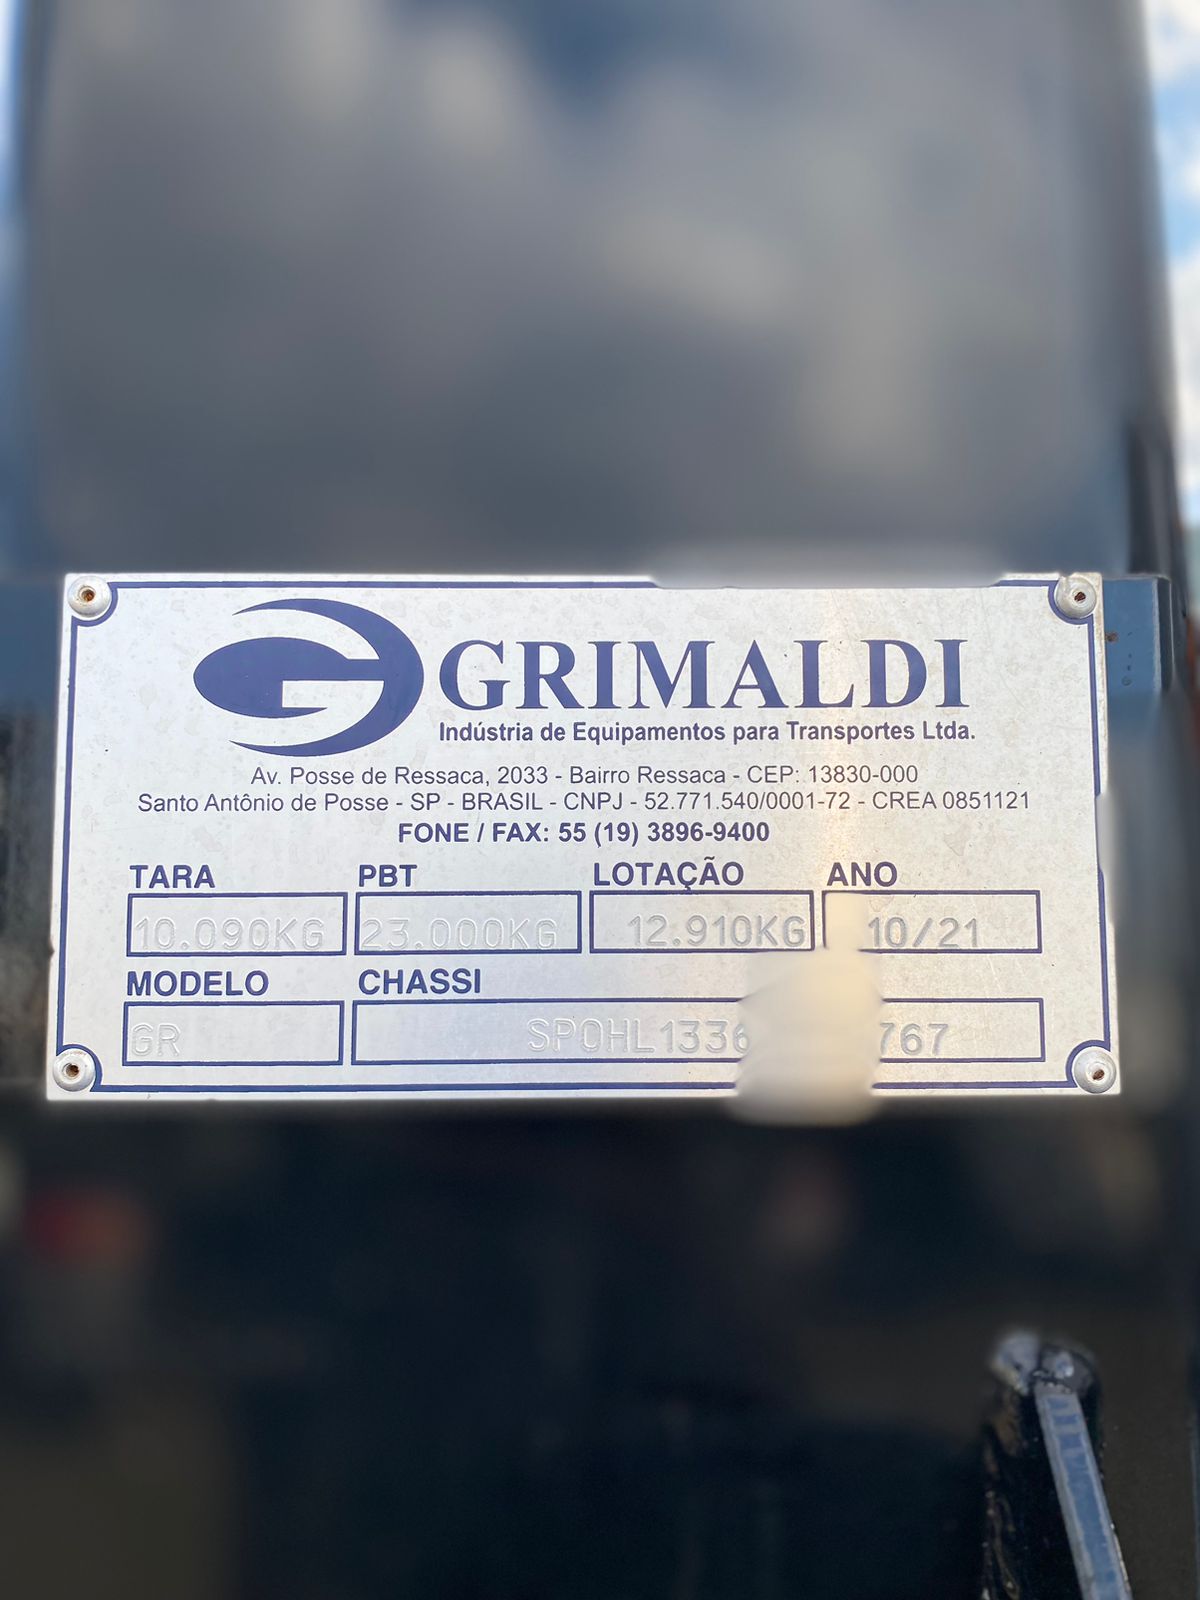 GRIMALDI
Indústria de Equipamentos para Transportes Ltda.
Av. Posse de Ressaca, 2033 - Bairro Ressaca - CEP: 13830-000
Santo Antônio de Posse - SP - BRASIL - CNPJ - 52.771.540/0001-72 - CREA 0851121
FONE / FAX: 55 (19) 3896-9400
TARA PBT LOTAÇÃO ANO
10.090KG 23.000KG 12.910KG 10/21
MODELO CHASSI
GR